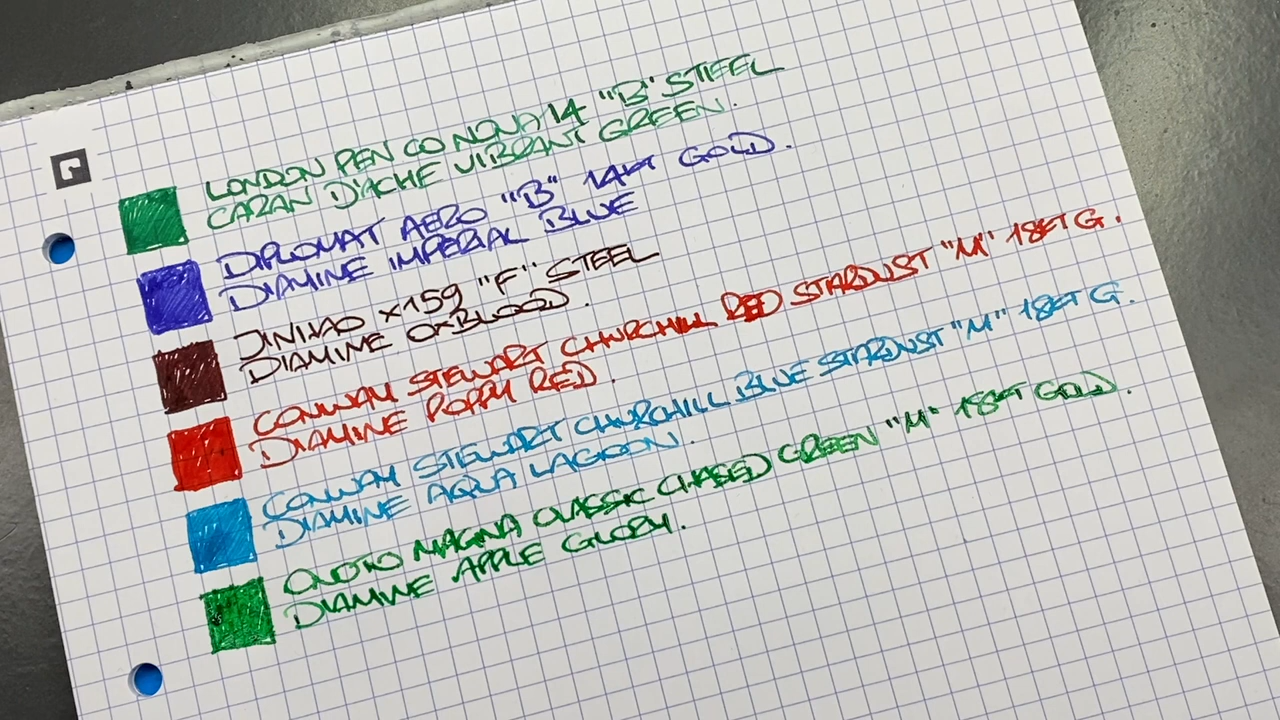 LONDON PEN CO NOVA 14 "B" STEEL
CARAN D'ACHE VIBRANT GREEN.
DIPLOMAT AERO "B" 14KT GOLD.
DIAMINE IMPERIAL BLUE
JINHAO X159 "F" STEEL
DIAMINE OXBLOOD.
CONWAY STEWART CHURCHILL RED STARDUST "M" 18KT G.
DIAMINE POPPY RED.
CONWAY STEWART CHURCHILL BLUE STARDUST "M" 18KT G.
DIAMINE AQUA LAGOON.
ONOTO MAGNA CLASSIC CHASED GREEN "M" 18KT GOLD.
DIAMINE APPLE GLORY.